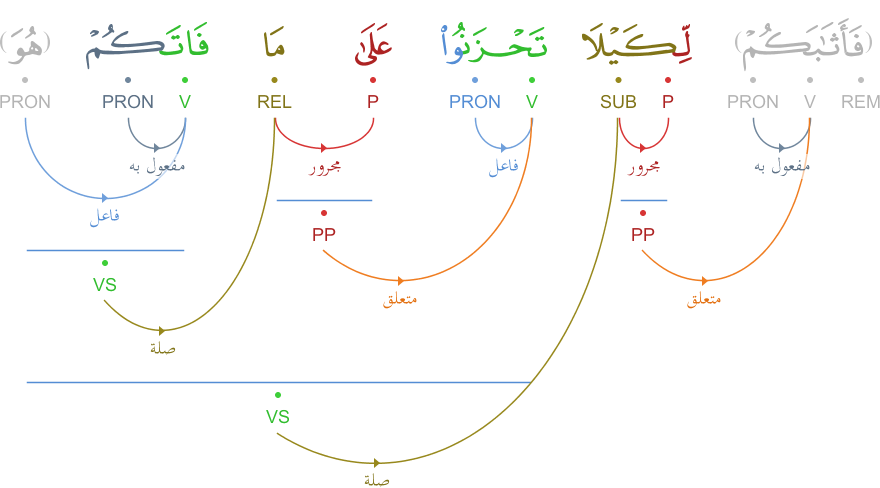 (فَأَثَٰبَكُمْ) لِّكَيْلَا تَحْزَنُوا۟ عَلَىٰ مَا فَاتَكُمْ (هُوَ)
REM V PRON P SUB V PRON P REL V PRON PRON
مفعول به مجرور فاعل مجرور مفعول به
فاعل
PP PP
VS
متعلق متعلق
صلة
VS
صلة